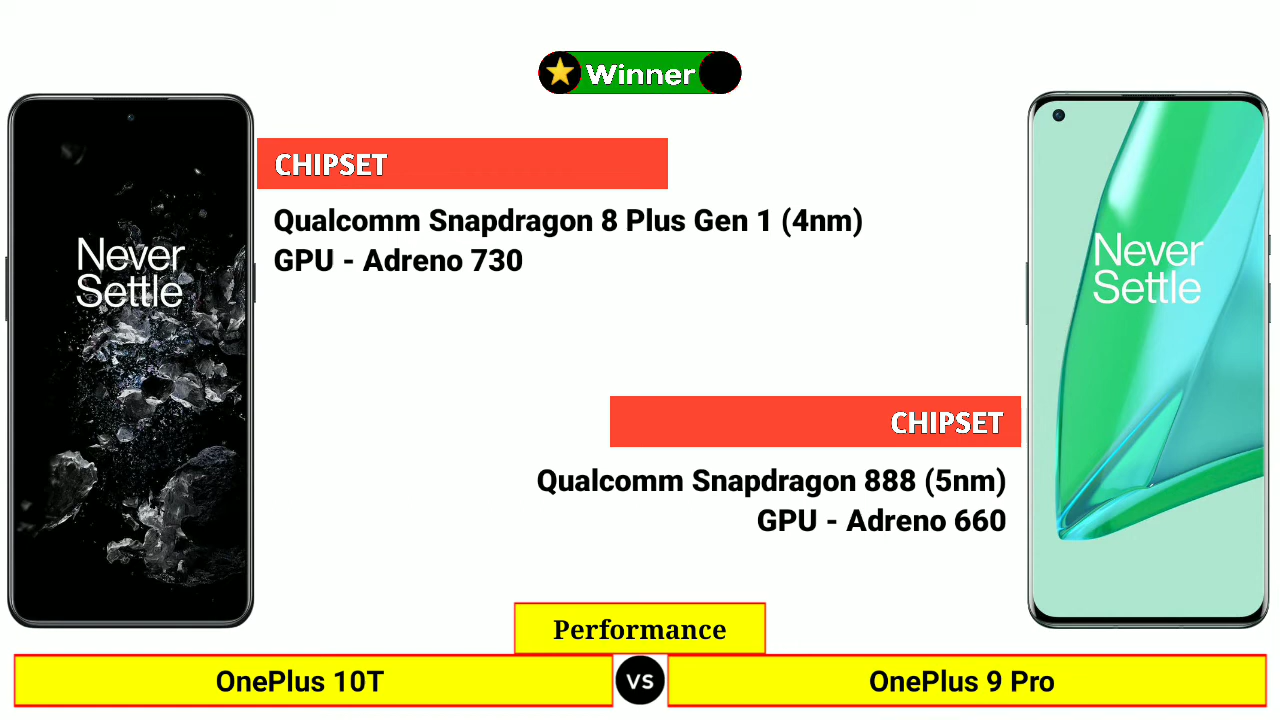 Winner
CHIPSET
Qualcomm Snapdragon 8 Plus Gen 1 (4nm)
GPU - Adreno 730
Never
Settle
Never
Settle
CHIPSET
Qualcomm Snapdragon 888 (5nm)
GPU - Adreno 660
Performance
OnePlus 10T
VS
OnePlus 9 Pro